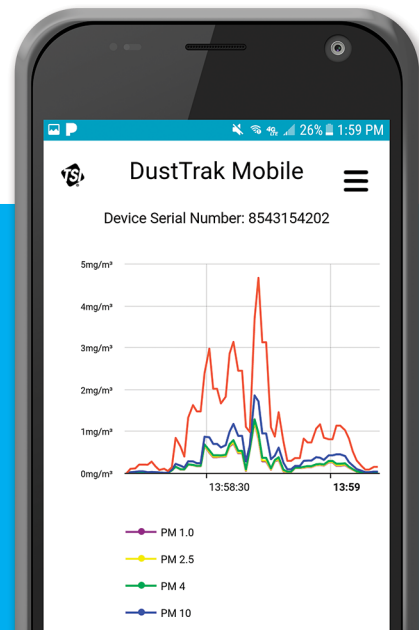 26% 1:59 PM
TSI
DustTrak Mobile
Device Serial Number: 8543154202
5mg/m³
4mg/m³
3mg/m³
2mg/m³
1mg/m³
0mg/m³
13:58:30 13:59
PM 1.0
PM 2.5
PM 4
PM 10